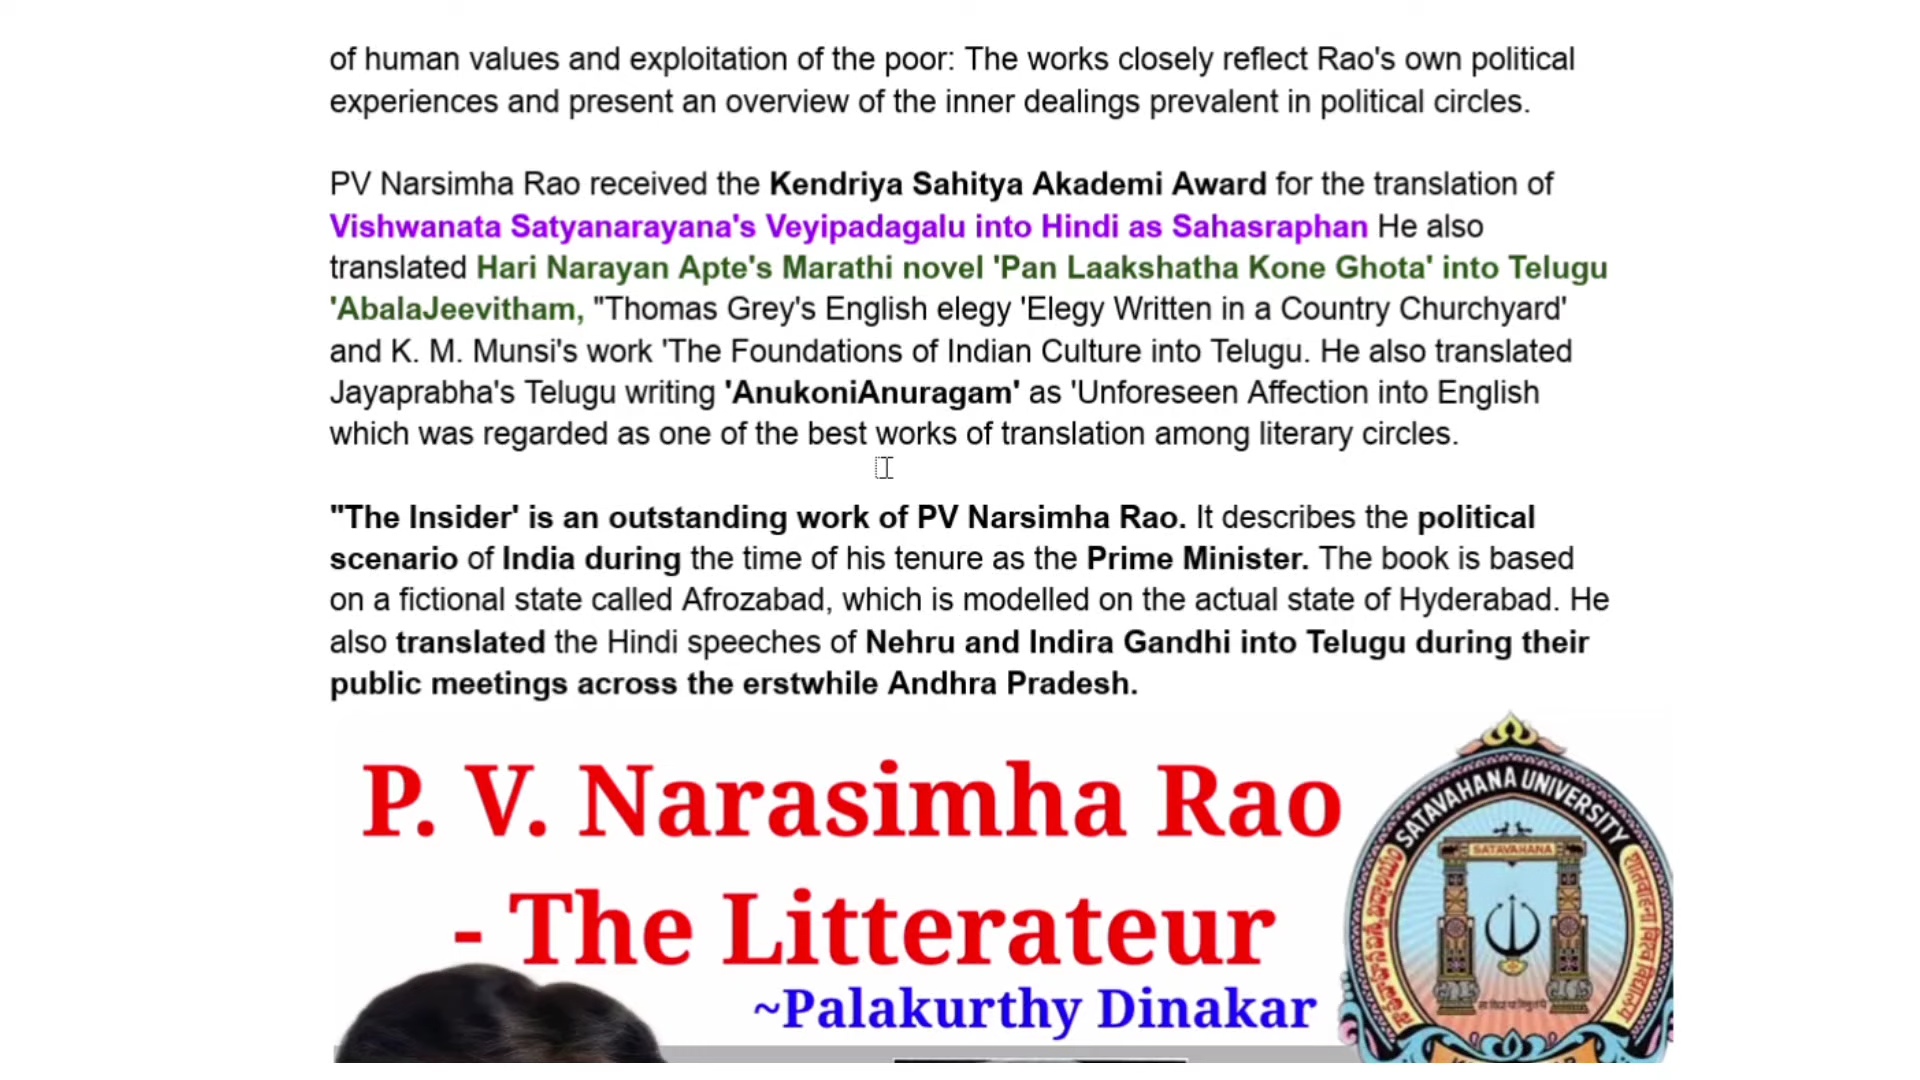 of human values and exploitation of the poor: The works closely reflect Rao's own political
experiences and present an overview of the inner dealings prevalent in political circles.
PV Narsimha Rao received the Kendriya Sahitya Akademi Award for the translation of
Vishwanata Satyanarayana's Veyipadagalu into Hindi as Sahasraphan He also
translated Hari Narayan Apte's Marathi novel 'Pan Laakshatha Kone Ghota' into Telugu
'AbalaJeevitham, "Thomas Grey's English elegy 'Elegy Written in a Country Churchyard'
and K. M. Munsi's work 'The Foundations of Indian Culture into Telugu. He also translated
Jayaprabha's Telugu writing 'AnukoniAnuragam' as 'Unforeseen Affection into English
which was regarded as one of the best works of translation among literary circles.
"The Insider' is an outstanding work of PV Narsimha Rao. It describes the political
scenario of India during the time of his tenure as the Prime Minister. The book is based
on a fictional state called Afrozabad, which is modelled on the actual state of Hyderabad. He
also translated the Hindi speeches of Nehru and Indira Gandhi into Telugu during their
public meetings across the erstwhile Andhra Pradesh.
P. V. Narasimha Rao
- The Litterateur
~Palakurthy Dinakar
SATAVAHANA UNIVERSITY
SATAVAHANA